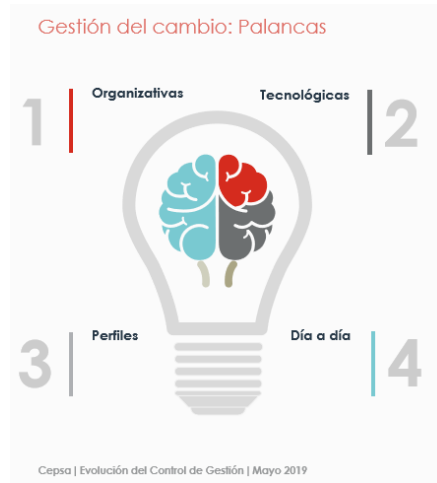 Gestión del cambio: Palancas
1
Organizativas
Tecnológicas
2
3
Perfiles
Día a día
4
Cepsa | Evolución del Control de Gestión | Mayo 2019